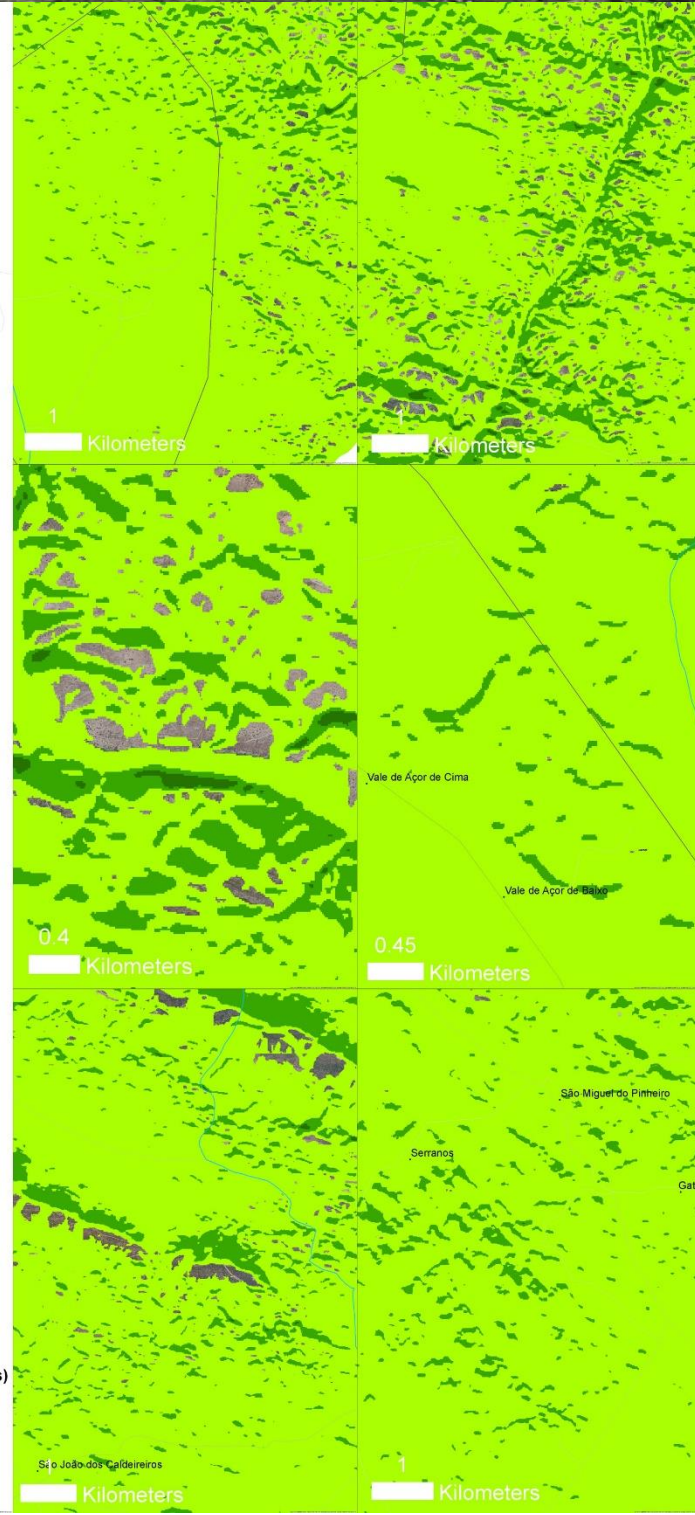 1
Kilometers
1
Kilometers
0.4
Kilometers
Vale de Açor de Cima
Vale de Açor de Baixo
0.45
Kilometers
s)
São João dos Caldeireiros
1
Kilometers
São Miguel do Pinheiro
Serranos
Gat
1
Kilometers